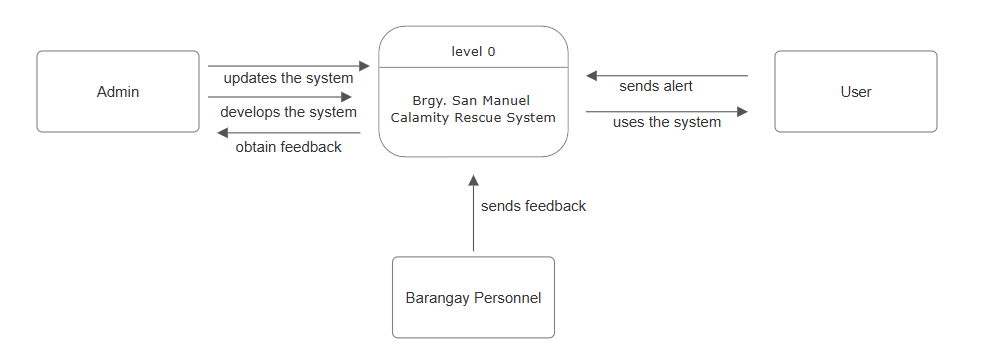 level 0
Admin
updates the system
develops the system
obtain feedback
Brgy. San Manuel
Calamity Rescue System
sends alert
uses the system
User
sends feedback
Barangay Personnel